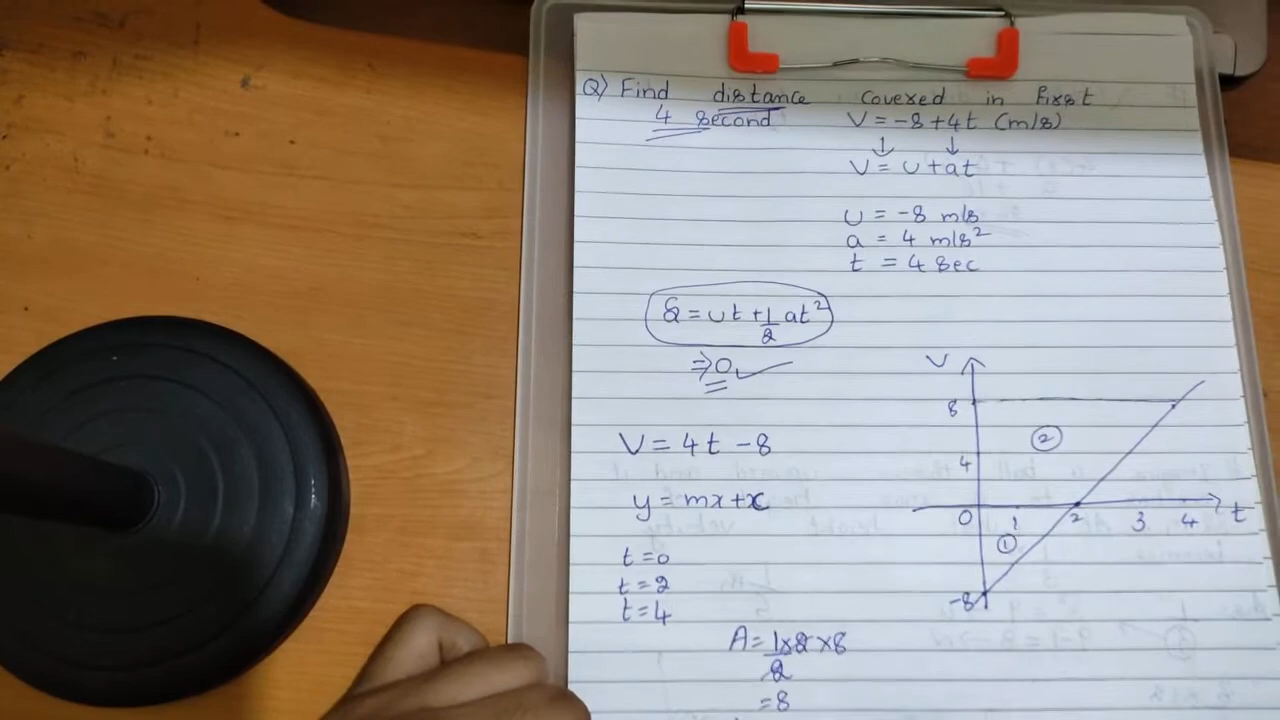 Q) Find distance covered in first
4 second V = -8 + 4t (m/s)
↓ ↓
V = u + at
u = -8 m/s
a = 4 m/s²
t = 4 sec
S = ut + 1/2 at²
⇒ 0 ✓
V
8
②
V = 4t - 8
4
y = mx + c
0 1 2 3 4 t
①
t = 0
t = 2
-8
t = 4
A = 1×2×8
2
= 8